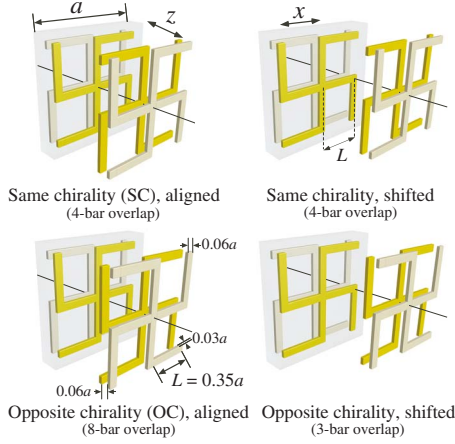 a
z
x
L
Same chirality (SC), aligned
(4-bar overlap)
Same chirality, shifted
(4-bar overlap)
0.06a
0.03a
L = 0.35a
0.06a
Opposite chirality (OC), aligned
(8-bar overlap)
Opposite chirality, shifted
(3-bar overlap)